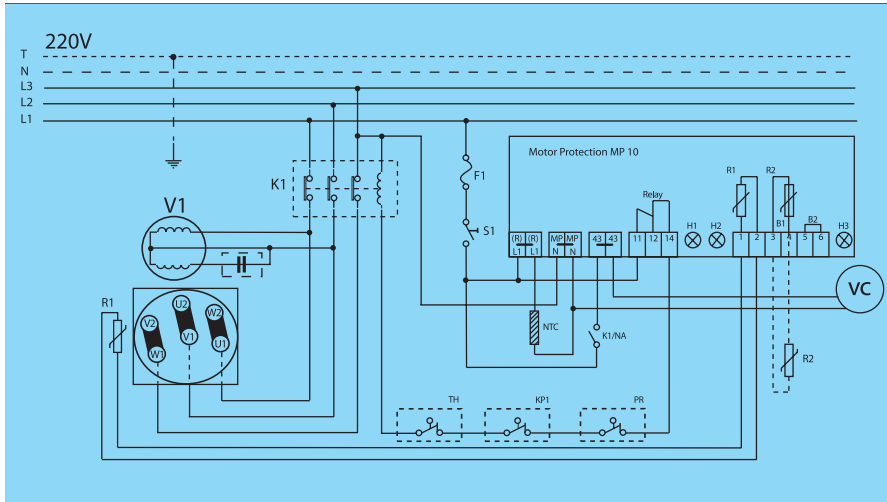 220V
T
N
L3
L2
L1
Motor Protection MP 10
K1
F1
S1
Relay
R1
R2
H1
H2
B1
B2
H3
(R) (R) MP MP 43 43 11 12 14 1 2 3 4 5 6
L1 L1 N N
V1
VC
R1
V2 U2 W2
W1 V1 U1
NTC
K1/NA
R2
TH
KP1
PR